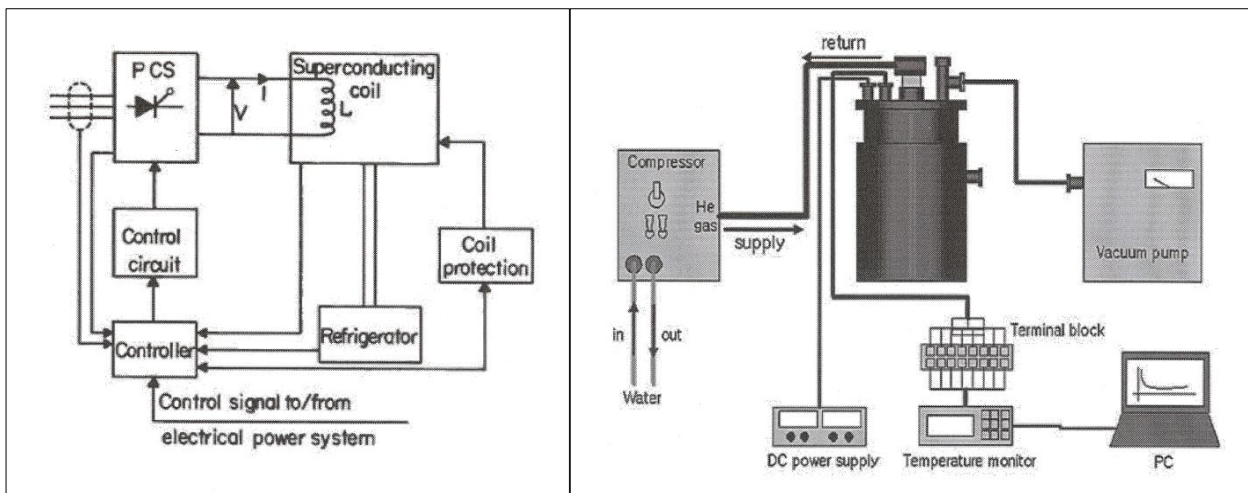 PCS
I
V
Superconducting
coil
L
Control
circuit
Coil
protection
Controller
Refrigerator
Control signal to/from
electrical power system
return
Compressor
He
gas
supply
in
out
Water
Vacuum pump
Terminal block
DC power supply
Temperature monitor
PC